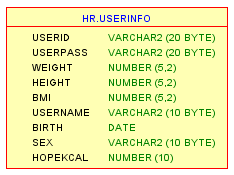 HR.USERINFO
USERID VARCHAR2 (20 BYTE)
USERPASS VARCHAR2 (20 BYTE)
WEIGHT NUMBER (5,2)
HEIGHT NUMBER (5,2)
BMI NUMBER (5,2)
USERNAME VARCHAR2 (10 BYTE)
BIRTH DATE
SEX VARCHAR2 (10 BYTE)
HOPEKCAL NUMBER (10)